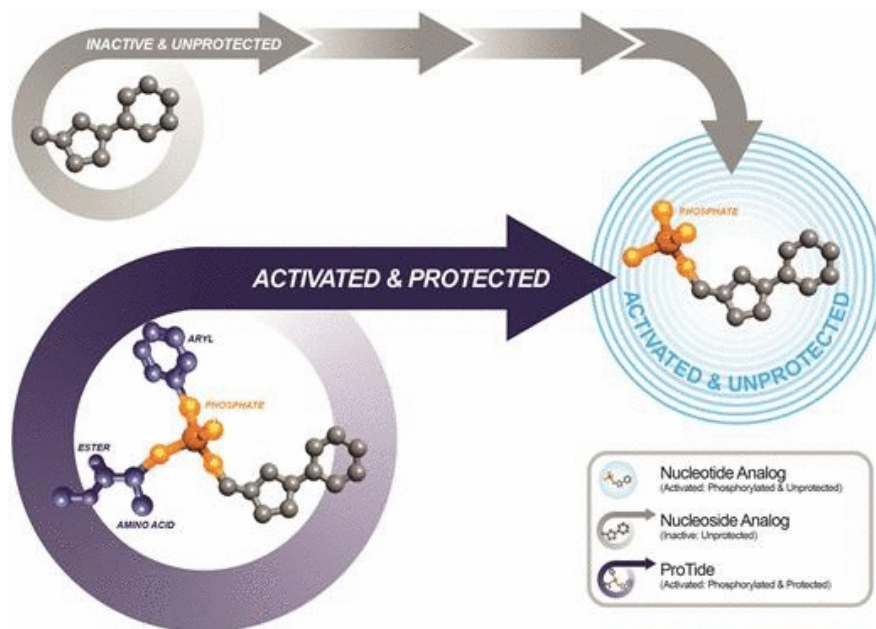 INACTIVE & UNPROTECTED
PHOSPHATE
ACTIVATED & UNPROTECTED
ACTIVATED & PROTECTED
ARYL
PHOSPHATE
ESTER
AMINO ACID
Nucleotide Analog
(Activated: Phosphorylated & Unprotected)
Nucleoside Analog
(Inactive: Unprotected)
ProTide
(Activated: Phosphorylated & Protected)